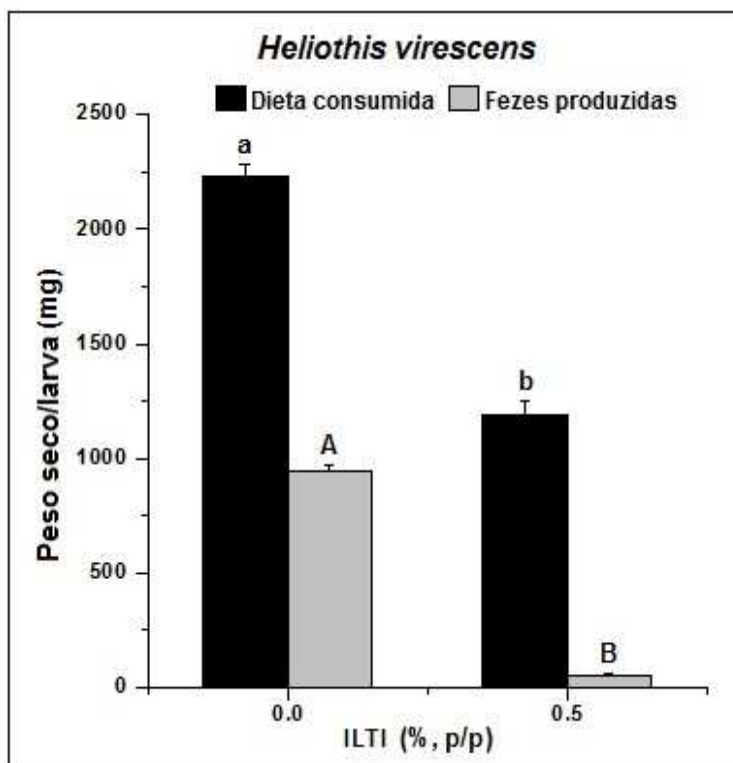 Heliothis virescens
Dieta consumida Fezes produzidas
Peso seco/larva (mg)
2500
2000
1500
1000
500
0
a
A
b
B
0.0 0.5
ILTI (%, p/p)